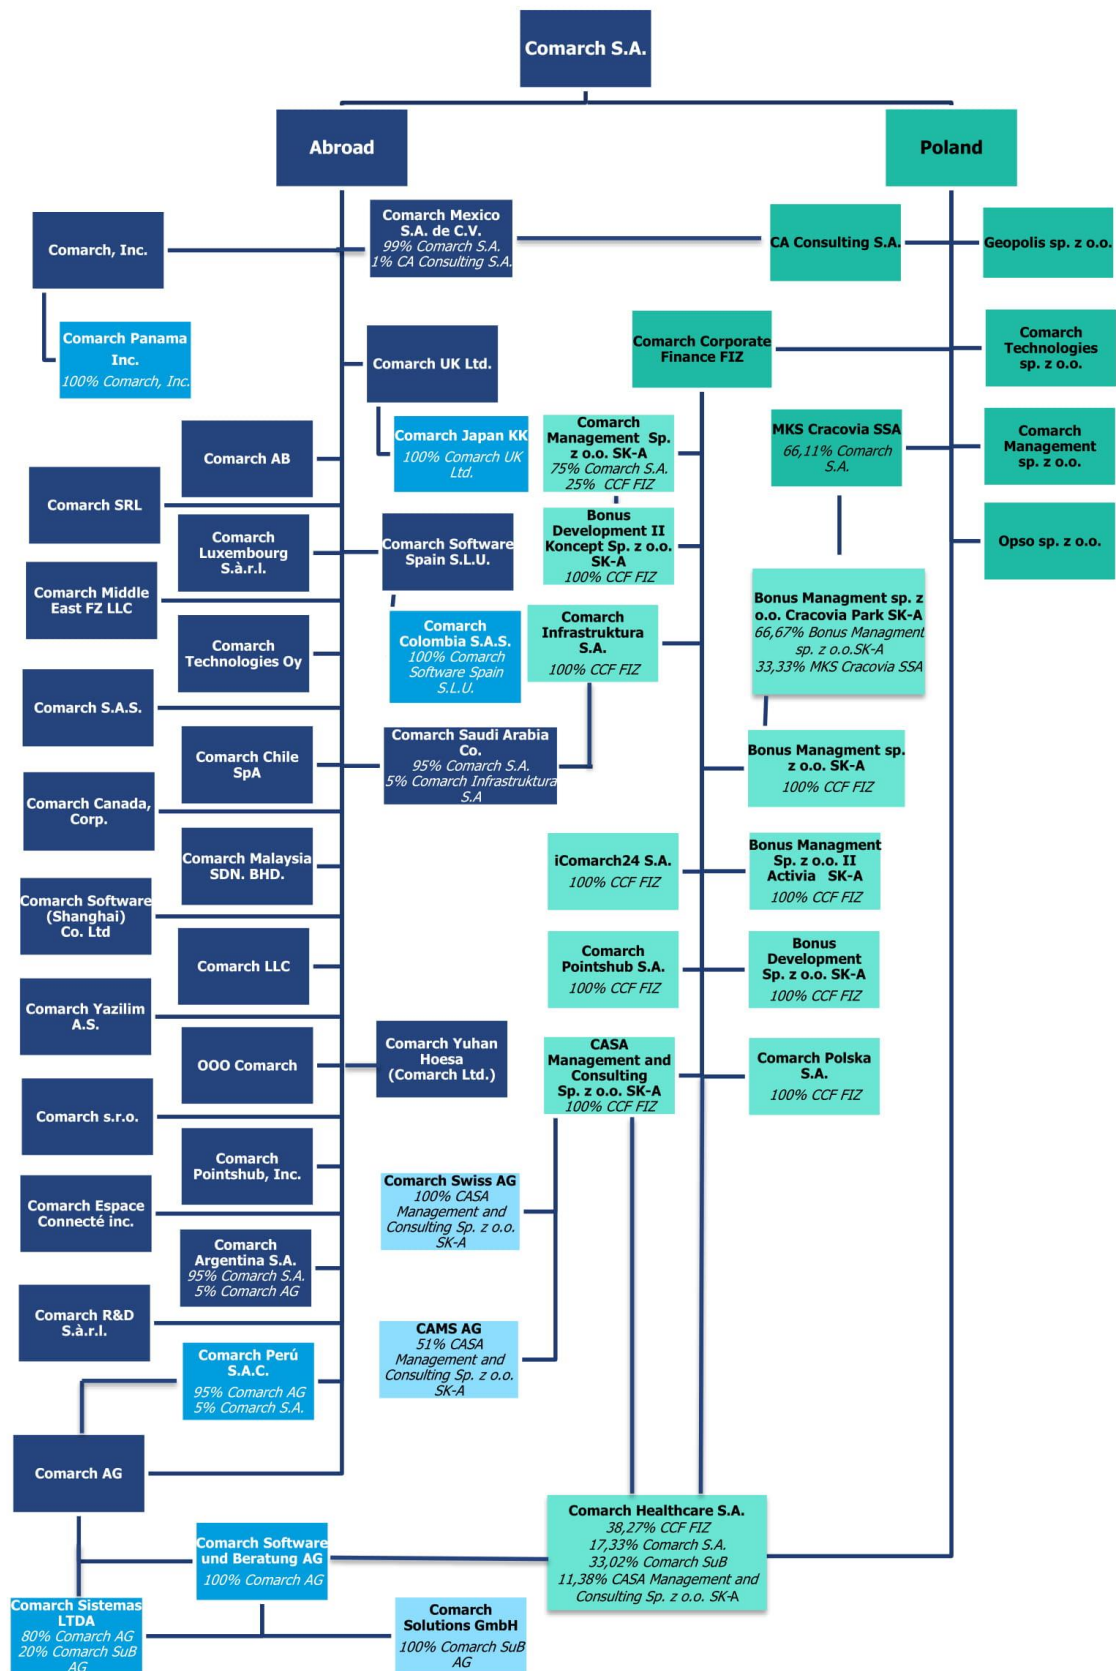 Comarch S.A.
Abroad
Poland
Comarch, Inc.
Comarch Mexico
S.A. de C.V.
99% Comarch S.A.
1% CA Consulting S.A.
CA Consulting S.A.
Geopolis sp. z o.o.
Comarch Panama
Inc.
100% Comarch, Inc.
Comarch UK Ltd.
Comarch Corporate
Finance FIZ
Comarch
Technologies
sp. z o.o.
Comarch AB
Comarch Japan KK
100% Comarch UK
Ltd.
Comarch
Management Sp.
z o.o. SK-A
75% Comarch S.A.
25% CCF FIZ
MKS Cracovia SSA
66,11% Comarch
S.A.
Comarch
Management
sp. z o.o.
Comarch SRL
Comarch
Luxembourg
S.à.r.l.
Comarch Software
Spain S.L.U.
Bonus
Development II
Koncept Sp. z o.o.
SK-A
100% CCF FIZ
Opso sp. z o.o.
Comarch Middle
East FZ LLC
Comarch
Technologies Oy
Comarch
Colombia S.A.S.
100% Comarch
Software Spain
S.L.U.
Comarch
Infrastruktura
S.A.
100% CCF FIZ
Bonus Managment sp. z
o.o. Cracovia Park SK-A
66,67% Bonus Managment
sp. z o.o.SK-A
33,33% MKS Cracovia SSA
Comarch S.A.S.
Comarch Chile
SpA
Comarch Saudi Arabia
Co.
95% Comarch S.A.
5% Comarch Infrastruktura
S.A
Bonus Managment sp.
z o.o. SK-A
100% CCF FIZ
Comarch Canada,
Corp.
Comarch Malaysia
SDN. BHD.
iComarch24 S.A.
100% CCF FIZ
Bonus Managment
Sp. z o.o. II
Activia SK-A
100% CCF FIZ
Comarch Software
(Shanghai)
Co. Ltd
Comarch LLC
Comarch
Pointshub S.A.
100% CCF FIZ
Bonus
Development
Sp. z o.o. SK-A
100% CCF FIZ
Comarch Yazilim
A.S.
OOO Comarch
Comarch Yuhan
Hoesa
(Comarch Ltd.)
CASA
Management and
Consulting
Sp. z o.o. SK-A
100% CCF FIZ
Comarch Polska
S.A.
100% CCF FIZ
Comarch s.r.o.
Comarch
Pointshub, Inc.
Comarch Swiss AG
100% CASA
Management and
Consulting Sp. z o.o.
SK-A
Comarch Espace
Connecté inc.
Comarch
Argentina S.A.
95% Comarch S.A.
5% Comarch AG
Comarch R&D
S.à.r.l.
CAMS AG
51% CASA
Management and
Consulting Sp. z o.o.
SK-A
Comarch Perú
S.A.C.
95% Comarch AG
5% Comarch S.A.
Comarch AG
Comarch Healthcare S.A.
38,27% CCF FIZ
17,33% Comarch S.A.
33,02% Comarch SuB
11,38% CASA Management and
Consulting Sp. z o.o. SK-A
Comarch Software
und Beratung AG
100% Comarch AG
Comarch Sistemas
LTDA
80% Comarch AG
20% Comarch SuB
AG
Comarch
Solutions GmbH
100% Comarch SuB
AG